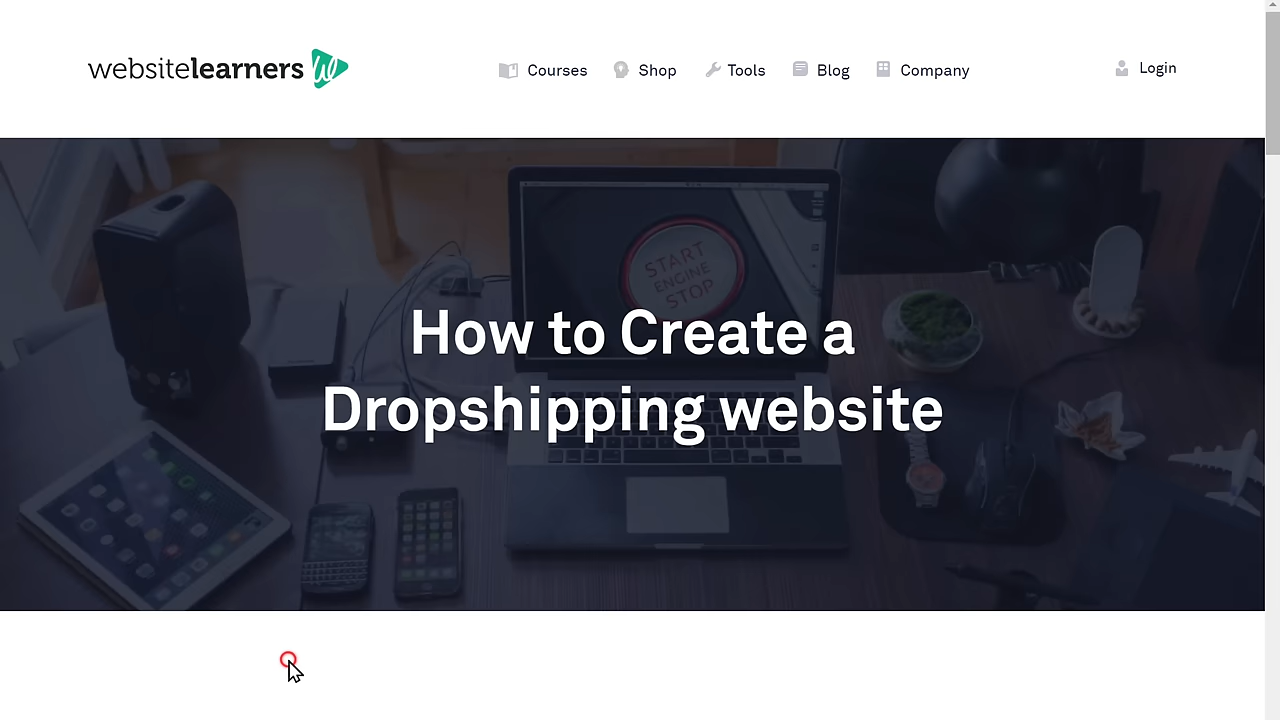 websitelearners
Courses
Shop
Tools
Blog
Company
Login
START
ENGINE
STOP
How to Create a
Dropshipping website